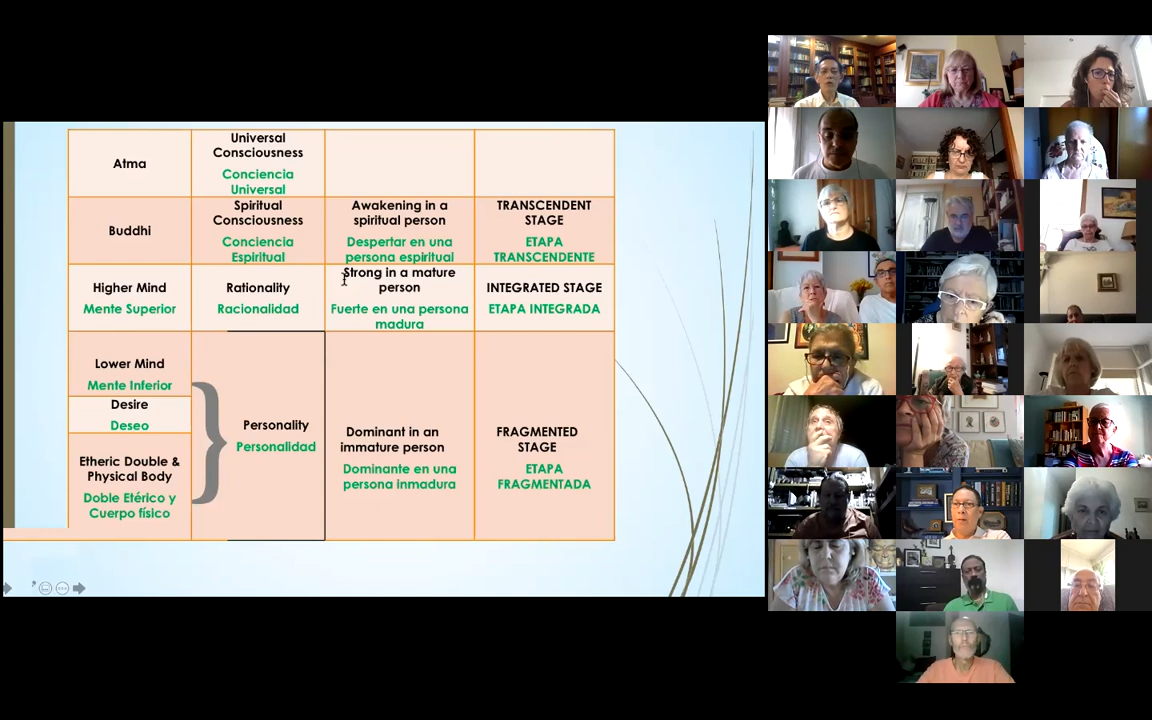 Atma
Universal
Consciousness
Conciencia
Universal
Buddhi
Spiritual
Consciousness
Conciencia
Espiritual
Awakening in a
spiritual person
Despertar en una
persona espiritual
TRANSCENDENT
STAGE
ETAPA
TRANSCENDENTE
Higher Mind
Mente Superior
Rationality
Racionalidad
Strong in a mature
person
Fuerte en una persona
madura
INTEGRATED STAGE
ETAPA INTEGRADA
Lower Mind
Mente Inferior
Desire
Deseo
Etheric Double &
Physical Body
Doble Etérico y
Cuerpo físico
Personality
Personalidad
Dominant in an
immature person
Dominante en una
persona inmadura
FRAGMENTED
STAGE
ETAPA
FRAGMENTADA